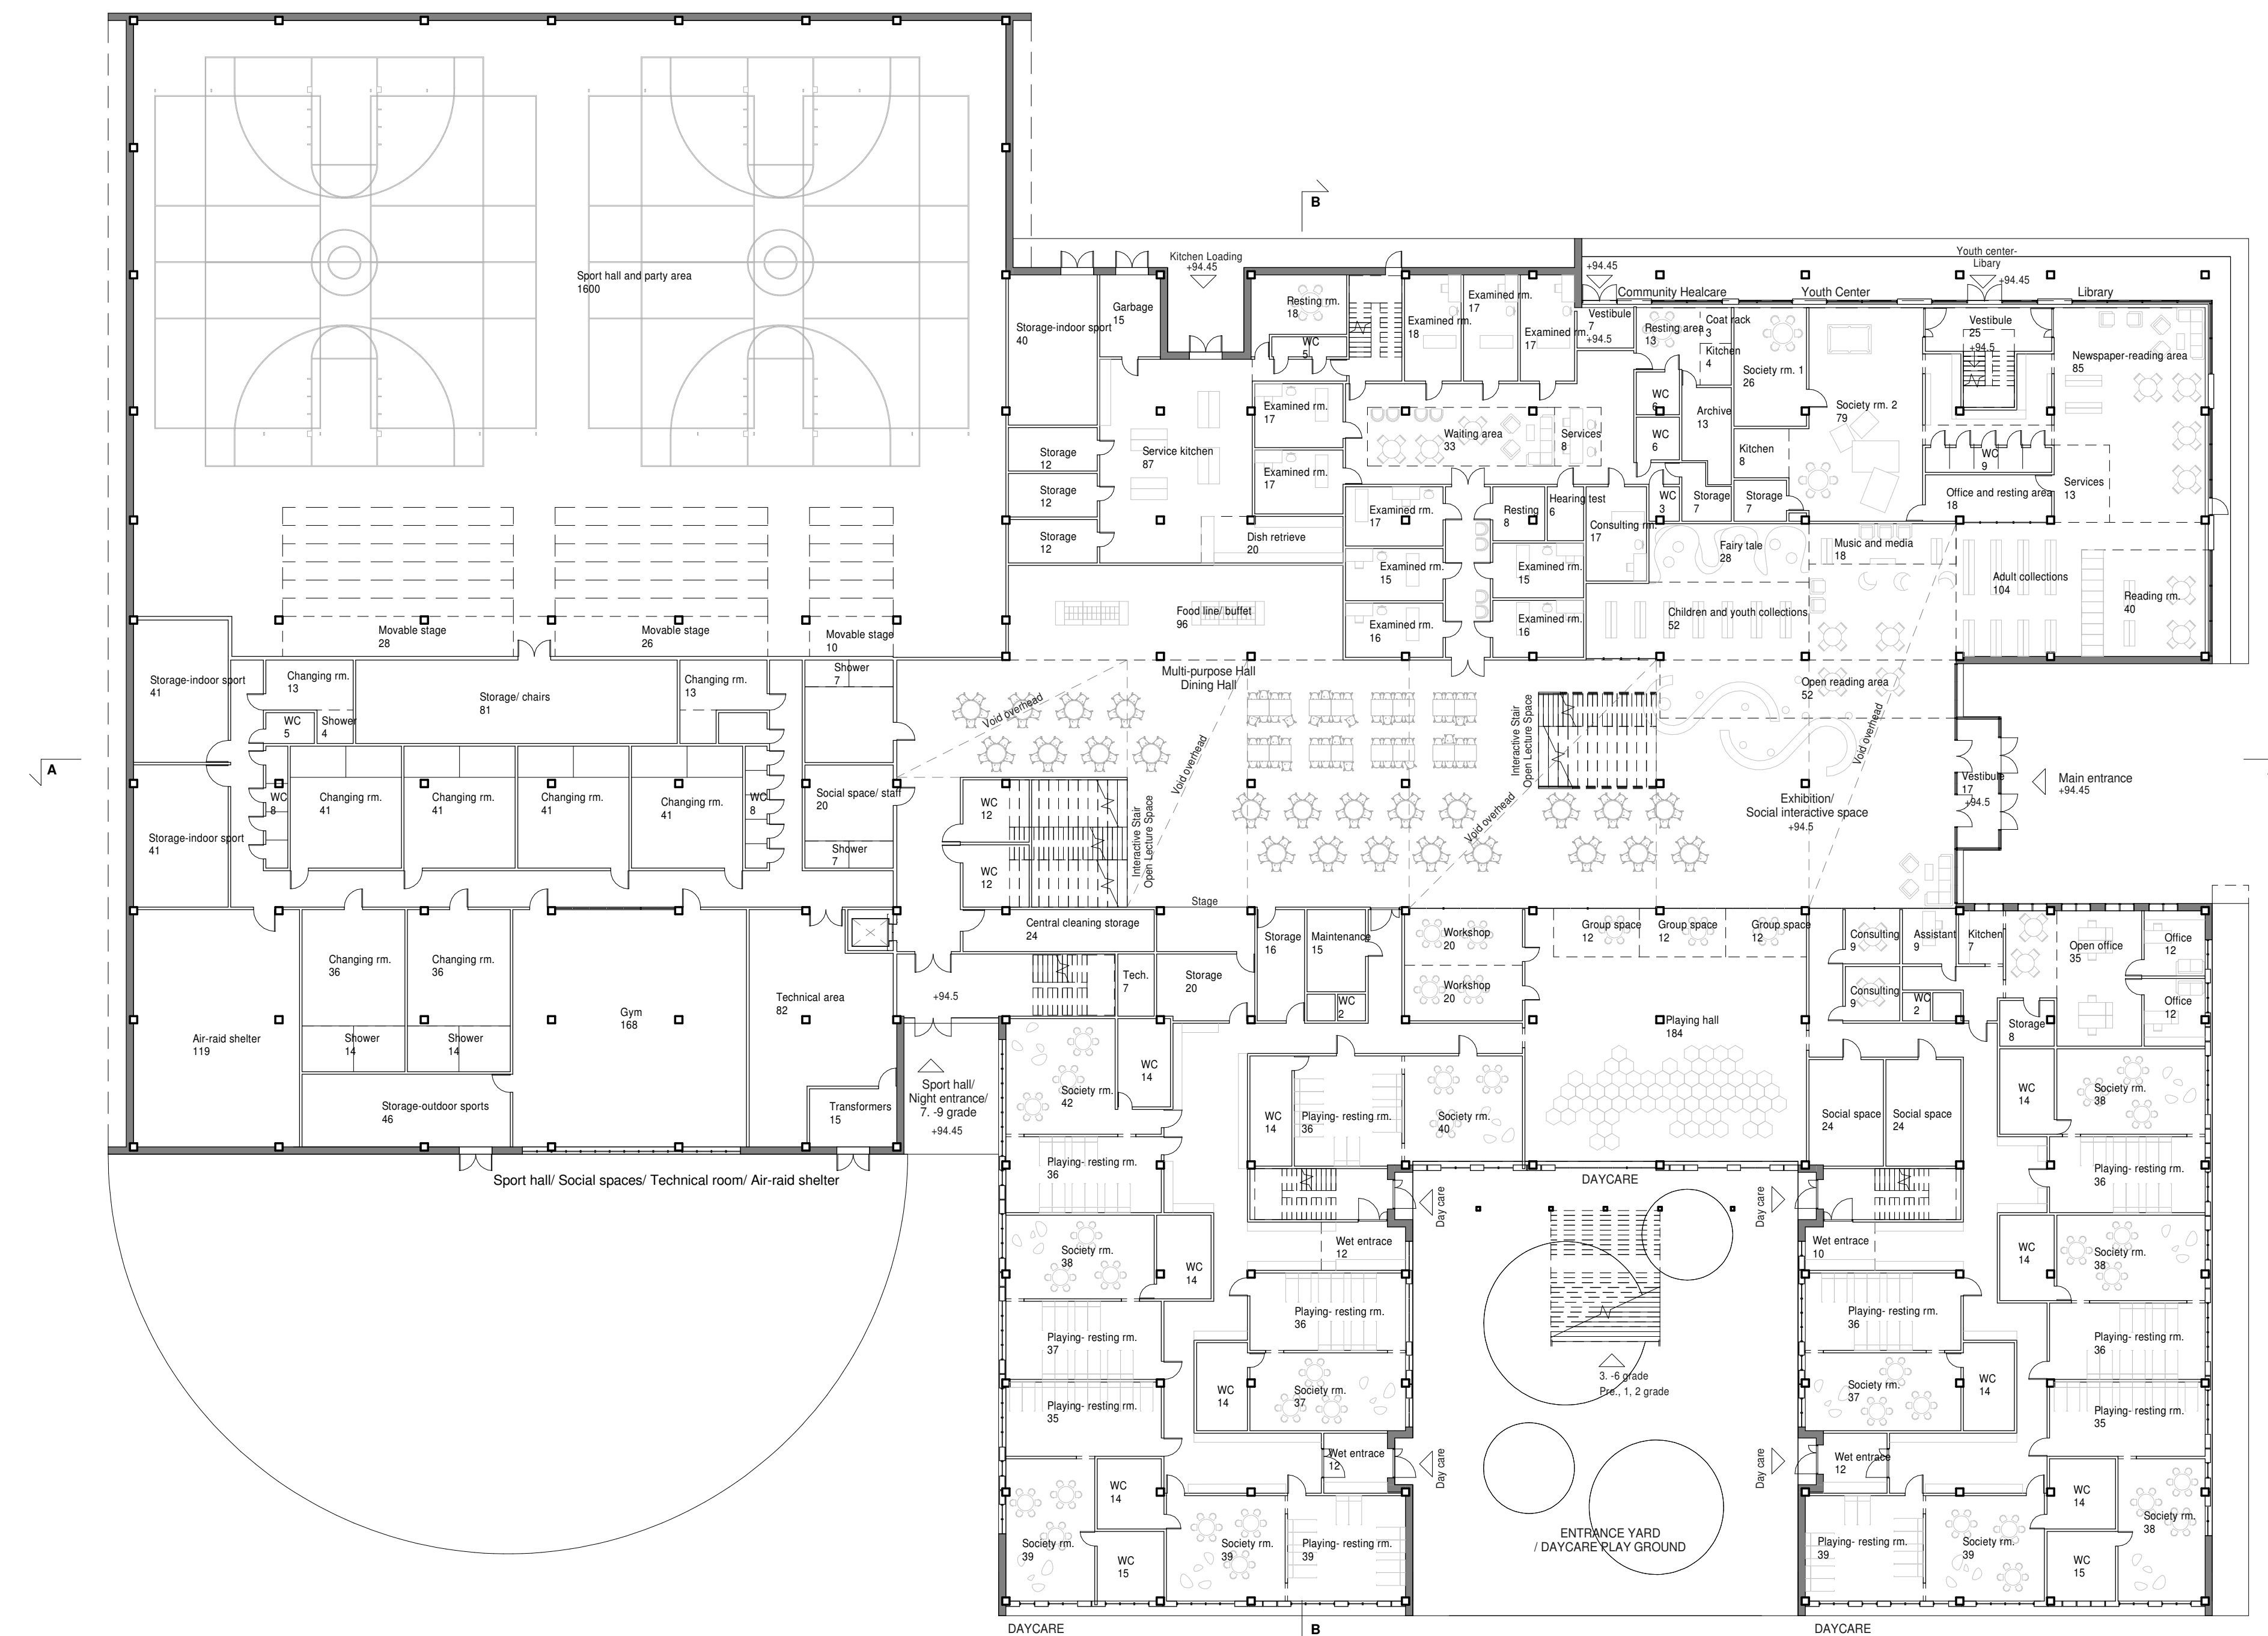 B
Kitchen Loading
+94.45
Youth center-
Libary
+94.45
+94.45
Community Healcare
Youth Center
Library
Sport hall and party area
1600
Storage-indoor sport
40
Garbage
15
Resting rm.
18
WC
5
Examined rm.
18
Examined rm.
17
Examined rm.
17
Vestibule
7
+94.5
Resting area
13
Coat rack
3
Kitchen
4
Society rm. 1
26
Society rm. 2
79
Vestibule
25
+94.5
Newspaper-reading area
85
Examined rm.
17
WC
6
Archive
13
Waiting area
33
Services
8
WC
6
Kitchen
8
WC
9
Storage
12
Service kitchen
87
Examined rm.
17
Storage
12
Examined rm.
17
Resting
8
Hearing test
6
Consulting rm.
17
WC
3
Storage
7
Storage
7
Office and resting area
18
Services
13
Storage
12
Dish retrieve
20
Fairy tale
28
Music and media
18
Examined rm.
15
Examined rm.
15
Adult collections
104
Reading rm.
40
Food line/ buffet
96
Examined rm.
16
Examined rm.
16
Children and youth collections
52
Movable stage
28
Movable stage
26
Movable stage
10
Storage-indoor sport
41
Changing rm.
13
Storage/ chairs
81
Changing rm.
13
Shower
7
Multi-purpose Hall
Dining Hall
Open reading area
52
WC
5
Shower
4
Void overhead
Void overhead
Interactive Stair
Open Lecture Space
Void overhead
Void overhead
A
Vestibule
17
+94.5
Main entrance
+94.45
WC
8
Changing rm.
41
Changing rm.
41
Changing rm.
41
Changing rm.
41
WC
8
Social space/ staff
20
WC
12
Interactive Stair
Open Lecture Space
Exhibition/
Social interactive space
+94.5
Storage-indoor sport
41
Shower
7
WC
12
Stage
Central cleaning storage
24
Storage
16
Maintenance
15
Workshop
20
Group space
12
Group space
12
Group space
12
Consulting
9
Assistant
9
Kitchen
7
Open office
35
Office
12
Changing rm.
36
Changing rm.
36
Technical area
82
+94.5
Tech.
7
Storage
20
WC
2
Workshop
20
Consulting
9
WC
2
Office
12
Air-raid shelter
119
Shower
14
Shower
14
Gym
168
Playing hall
184
Storage
8
Storage-outdoor sports
46
Transformers
15
Sport hall/
Night entrance/
7. -9 grade
+94.45
Society rm.
42
WC
14
WC
14
Playing- resting rm.
36
Society rm.
40
Social space
24
Social space
24
WC
14
Society rm.
38
Sport hall/ Social spaces/ Technical room/ Air-raid shelter
Playing- resting rm.
36
DAYCARE
Playing- resting rm.
36
Day care
Day care
Society rm.
38
WC
14
Wet entrace
12
Wet entrace
10
WC
14
Society rm.
38
Playing- resting rm.
37
Playing- resting rm.
36
Playing- resting rm.
36
Playing- resting rm.
36
3. -6 grade
Pre., 1, 2 grade
Playing- resting rm.
35
WC
14
Society rm.
37
Society rm.
37
WC
14
Playing- resting rm.
35
Wet entrace
12
Day care
Day care
Wet entrace
12
WC
14
WC
14
Society rm.
38
Society rm.
39
WC
15
Society rm.
39
Playing- resting rm.
39
ENTRANCE YARD
/ DAYCARE PLAY GROUND
Playing- resting rm.
39
Society rm.
39
WC
15
DAYCARE
B
DAYCARE